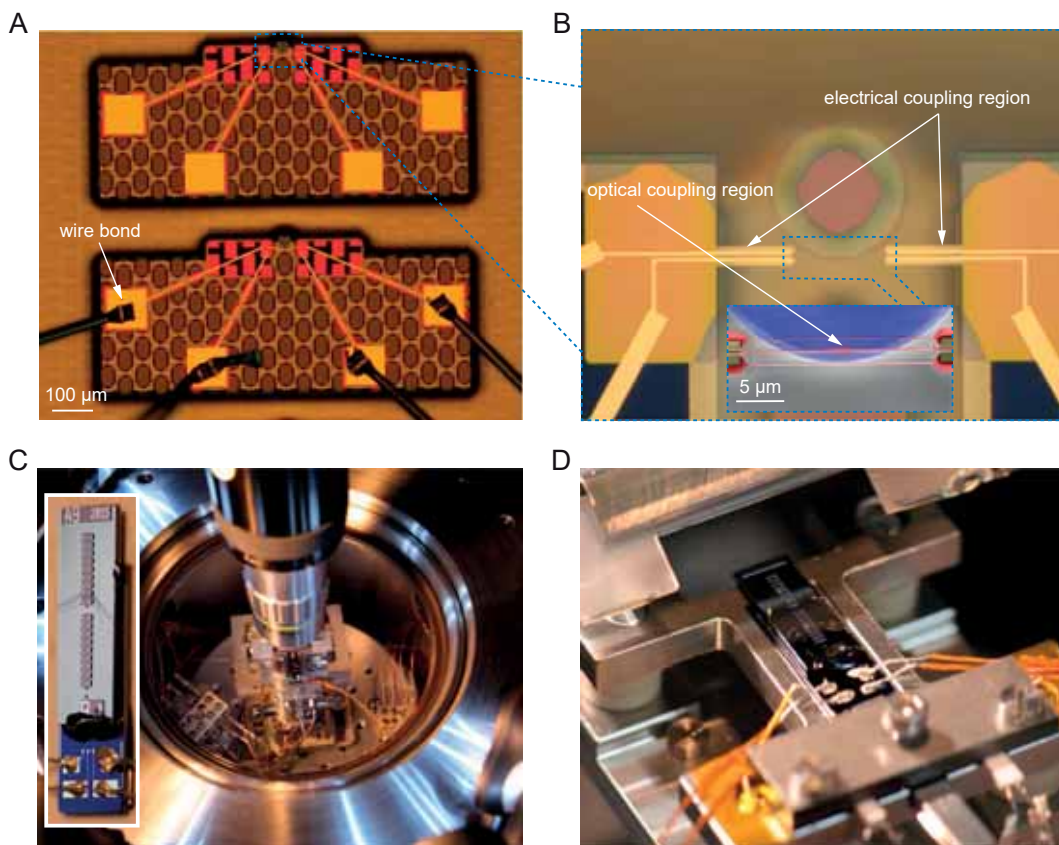 A
B
electrical coupling region
optical coupling region
wire bond
100 µm
5 µm
C
D